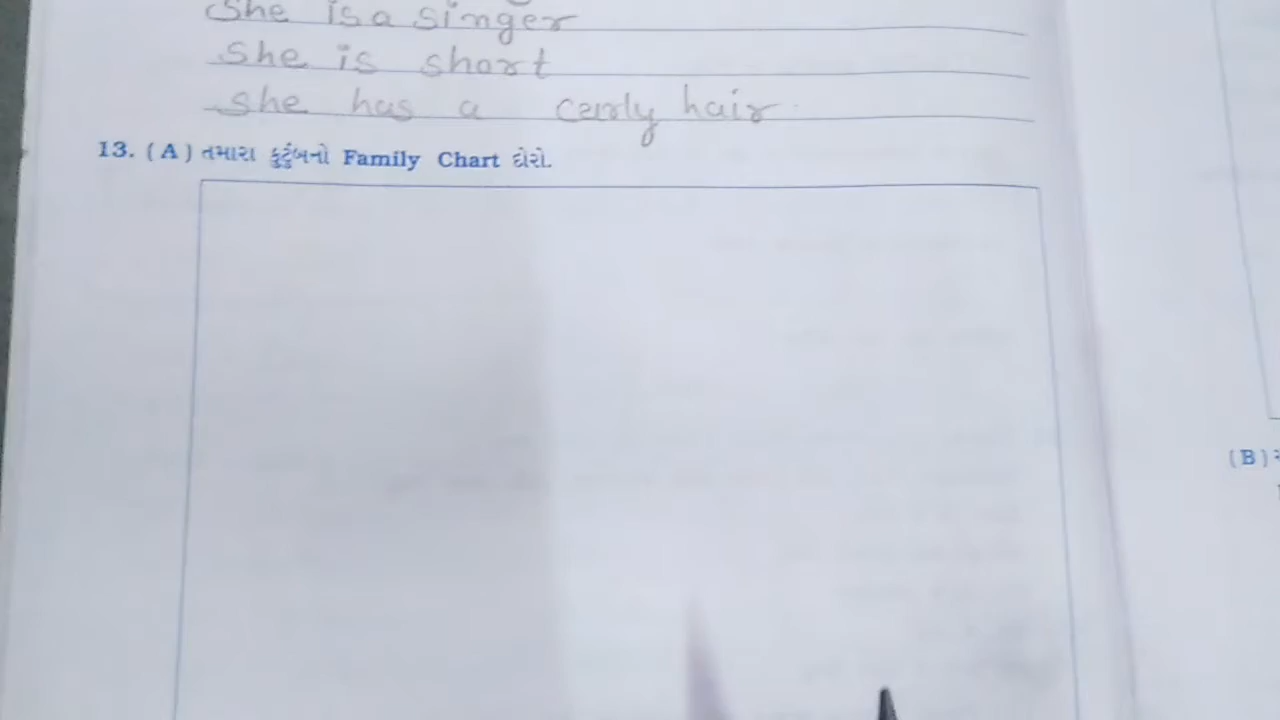 She is a singer
She is short
She has a curly hair.
13. (A) તમારા કુટુંબનો Family Chart દોરો.
(B)